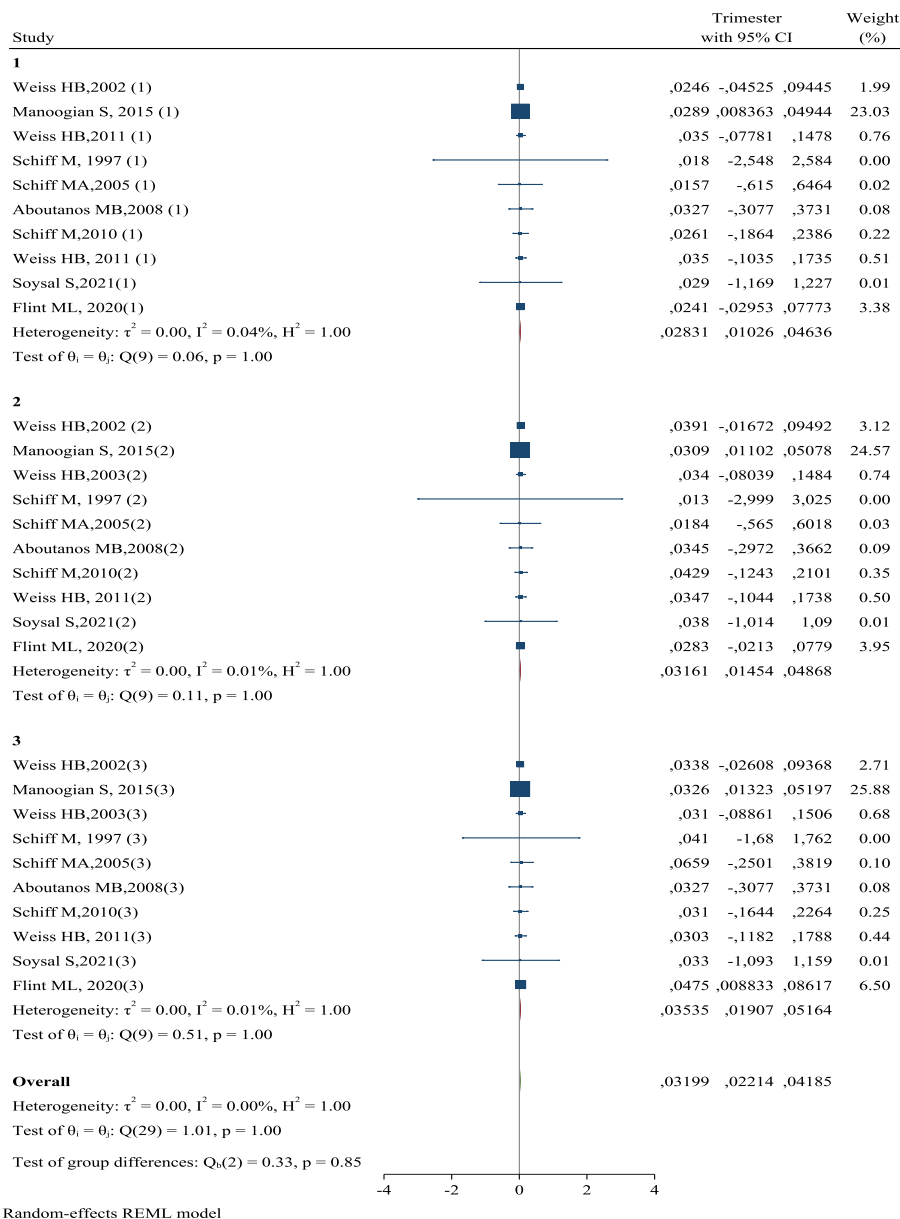 Trimester Weight
Study with 95% CI (%)
1
Weiss HB,2002 (1) ,0246 -,04525 ,09445 1.99
Manoogian S, 2015 (1) ,0289 ,008363 ,04944 23.03
Weiss HB,2011 (1) ,035 -,07781 ,1478 0.76
Schiff M, 1997 (1) ,018 -2,548 2,584 0.00
Schiff MA,2005 (1) ,0157 -,615 ,6464 0.02
Aboutanos MB,2008 (1) ,0327 -,3077 ,3731 0.08
Schiff M,2010 (1) ,0261 -,1864 ,2386 0.22
Weiss HB, 2011 (1) ,035 -,1035 ,1735 0.51
Soysal S,2021(1) ,029 -1,169 1,227 0.01
Flint ML, 2020(1) ,0241 -,02953 ,07773 3.38
Heterogeneity: τ² = 0.00, I² = 0.04%, H² = 1.00 ,02831 ,01026 ,04636
Test of θᵢ = θⱼ: Q(9) = 0.06, p = 1.00
2
Weiss HB,2002 (2) ,0391 -,01672 ,09492 3.12
Manoogian S, 2015(2) ,0309 ,01102 ,05078 24.57
Weiss HB,2003(2) ,034 -,08039 ,1484 0.74
Schiff M, 1997 (2) ,013 -2,999 3,025 0.00
Schiff MA,2005(2) ,0184 -,565 ,6018 0.03
Aboutanos MB,2008(2) ,0345 -,2972 ,3662 0.09
Schiff M,2010(2) ,0429 -,1243 ,2101 0.35
Weiss HB, 2011(2) ,0347 -,1044 ,1738 0.50
Soysal S,2021(2) ,038 -1,014 1,09 0.01
Flint ML, 2020(2) ,0283 -,0213 ,0779 3.95
Heterogeneity: τ² = 0.00, I² = 0.01%, H² = 1.00 ,03161 ,01454 ,04868
Test of θᵢ = θⱼ: Q(9) = 0.11, p = 1.00
3
Weiss HB,2002(3) ,0338 -,02608 ,09368 2.71
Manoogian S, 2015(3) ,0326 ,01323 ,05197 25.88
Weiss HB,2003(3) ,031 -,08861 ,1506 0.68
Schiff M, 1997 (3) ,041 -1,68 1,762 0.00
Schiff MA,2005(3) ,0659 -,2501 ,3819 0.10
Aboutanos MB,2008(3) ,0327 -,3077 ,3731 0.08
Schiff M,2010(3) ,031 -,1644 ,2264 0.25
Weiss HB, 2011(3) ,0303 -,1182 ,1788 0.44
Soysal S,2021(3) ,033 -1,093 1,159 0.01
Flint ML, 2020(3) ,0475 ,008833 ,08617 6.50
Heterogeneity: τ² = 0.00, I² = 0.01%, H² = 1.00 ,03535 ,01907 ,05164
Test of θᵢ = θⱼ: Q(9) = 0.51, p = 1.00
Overall ,03199 ,02214 ,04185
Heterogeneity: τ² = 0.00, I² = 0.00%, H² = 1.00
Test of θᵢ = θⱼ: Q(29) = 1.01, p = 1.00
Test of group differences: Q_b(2) = 0.33, p = 0.85
-4 -2 0 2 4
Random-effects REML model